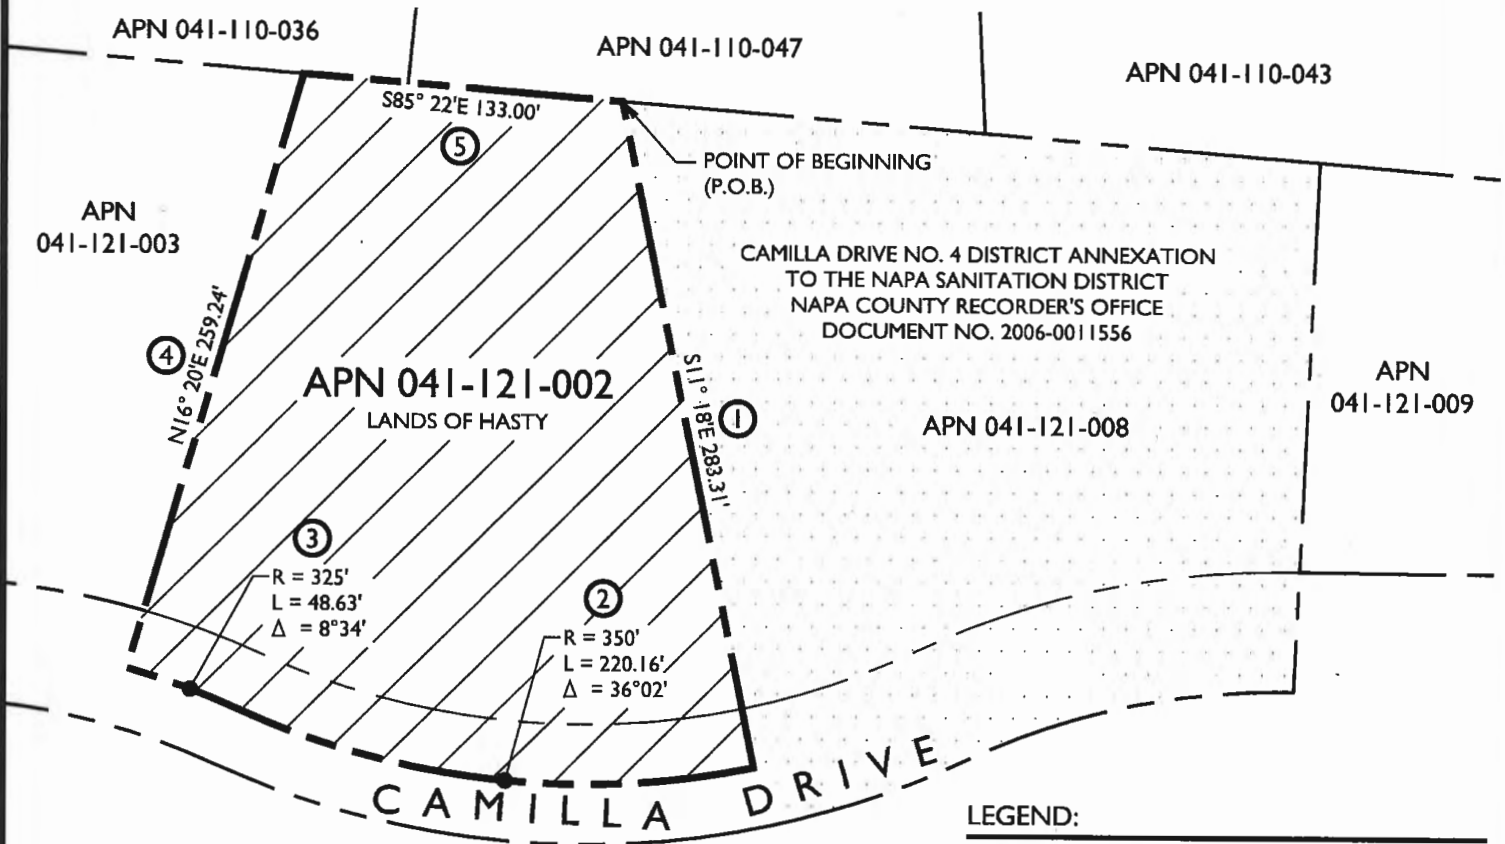 APN 041-110-036
APN 041-110-047
APN 041-110-043
S85° 22'E 133.00'
5
POINT OF BEGINNING
(P.O.B.)
APN
041-121-003
CAMILLA DRIVE NO. 4 DISTRICT ANNEXATION
TO THE NAPA SANITATION DISTRICT
NAPA COUNTY RECORDER'S OFFICE
DOCUMENT NO. 2006-0011556
4
N16° 20'E 259.24'
APN 041-121-002
LANDS OF HASTY
S11° 18'E 283.31'
1
APN 041-121-008
APN
041-121-009
3
R = 325'
L = 48.63'
Δ = 8°34'
2
R = 350'
L = 220.16'
Δ = 36°02'
CAMILLA DRIVE
LEGEND: